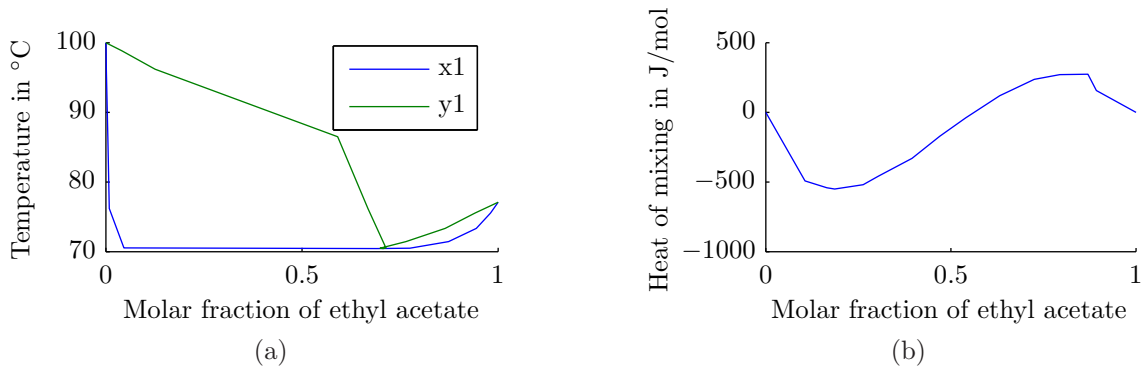 Temperature in °C
100
90
80
70
0
0.5
1
x1
y1
Molar fraction of ethyl acetate
(a)
Heat of mixing in J/mol
500
0
−500
−1000
0
0.5
1
Molar fraction of ethyl acetate
(b)